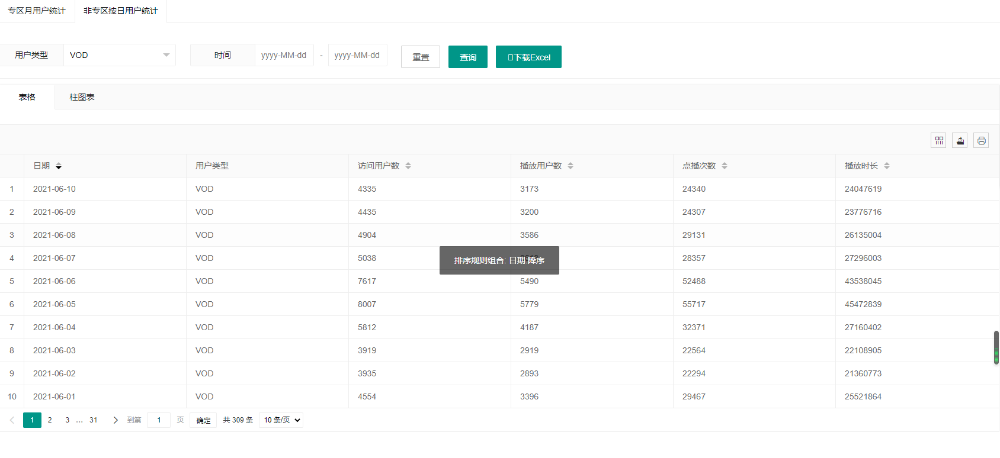 专区月用户统计 非专区按日用户统计
用户类型 VOD 时间 yyyy-MM-dd - yyyy-MM-dd 重置 查询 下载Excel
表格 柱图表
日期 用户类型 访问用户数 播放用户数 点播次数 播放时长
1 2021-06-10 VOD 4335 3173 24340 24047619
2 2021-06-09 VOD 4435 3200 24307 23776716
3 2021-06-08 VOD 4904 3586 29131 26135004
4 2021-06-07 VOD 5038 28357 27296003
排序规则组合: 日期:降序
5 2021-06-06 VOD 7617 5490 52488 43538045
6 2021-06-05 VOD 8007 5779 55717 45472839
7 2021-06-04 VOD 5812 4187 32371 27160402
8 2021-06-03 VOD 3919 2919 22564 22108905
9 2021-06-02 VOD 3935 2893 22294 21360773
10 2021-06-01 VOD 4554 3396 29467 25521864
1 2 3 … 31 到第 1 页 确定 共 309 条 10 条/页